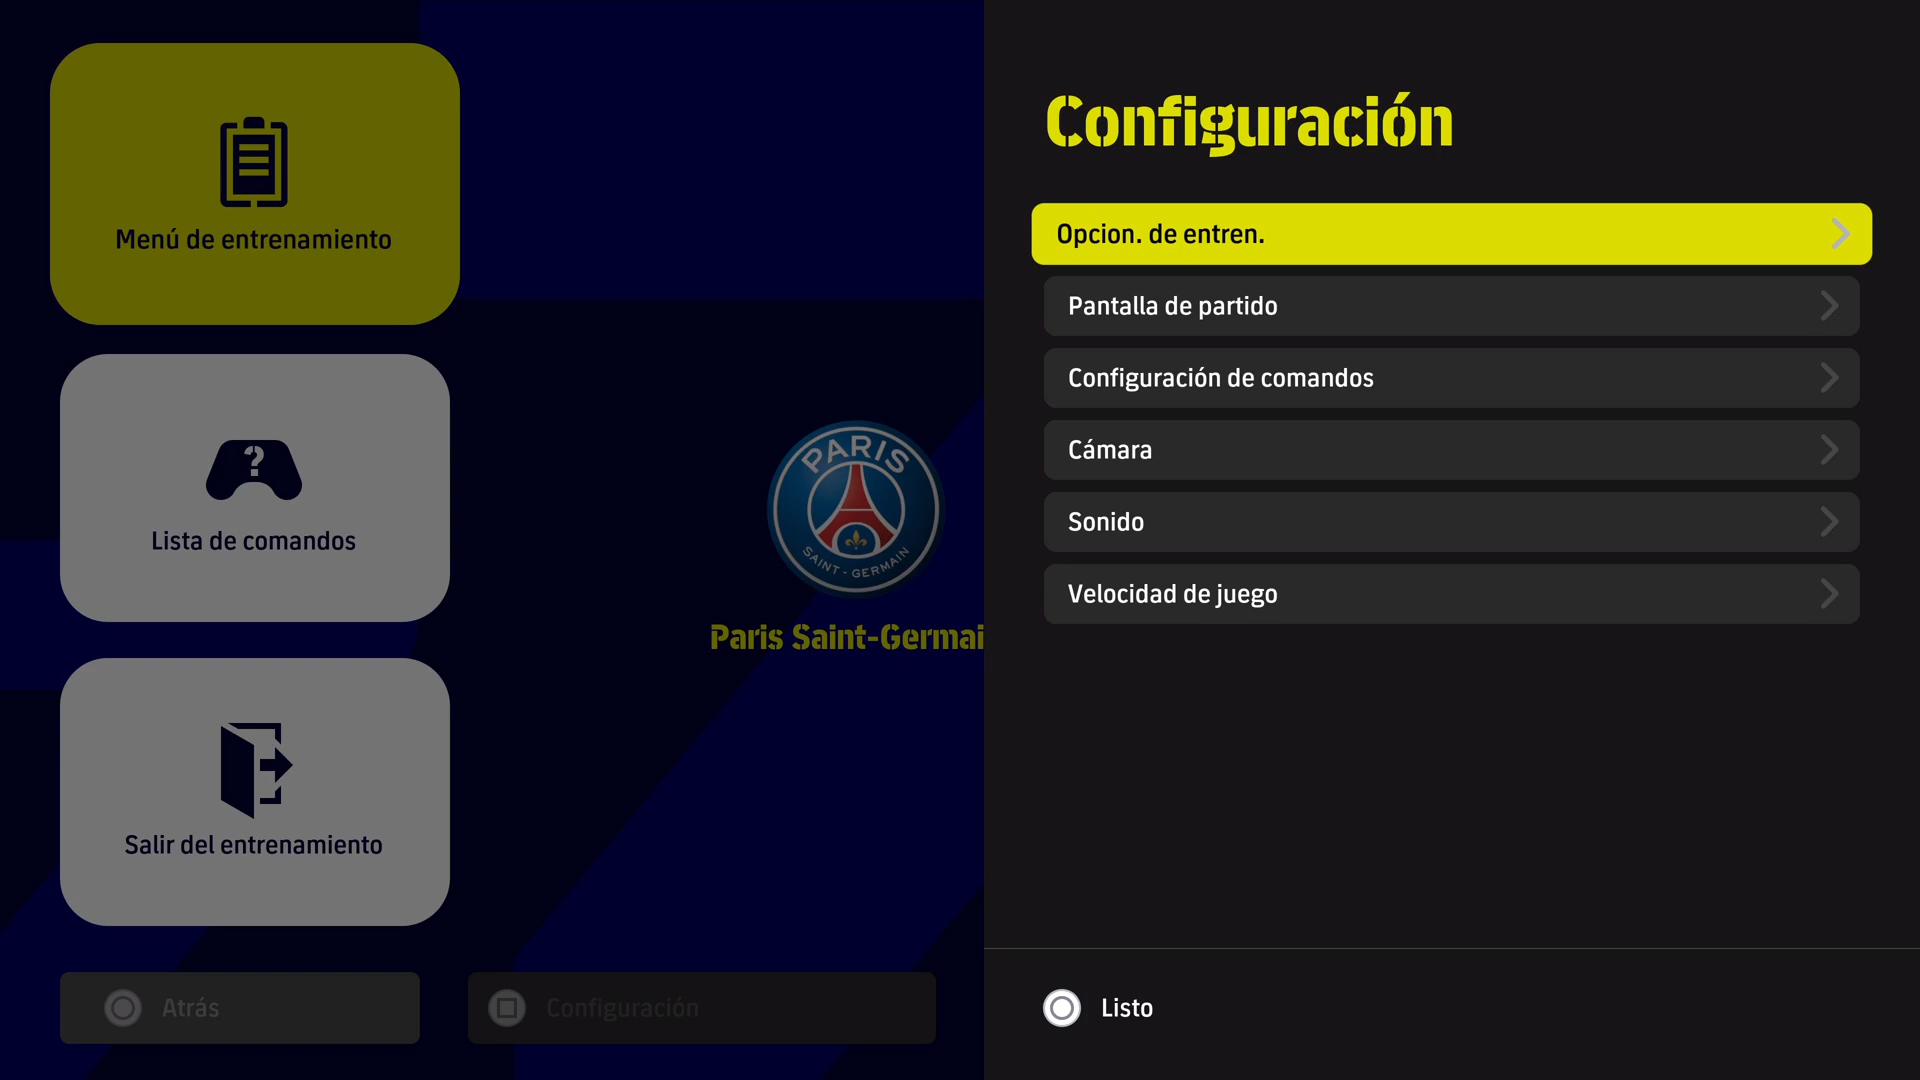 Menú de entrenamiento
Lista de comandos
Salir del entrenamiento
Atrás
Configuración
PARIS
SAINT - GERMAIN
Paris Saint-Germai
Configuración
Opcion. de entren.
Pantalla de partido
Configuración de comandos
Cámara
Sonido
Velocidad de juego
Listo